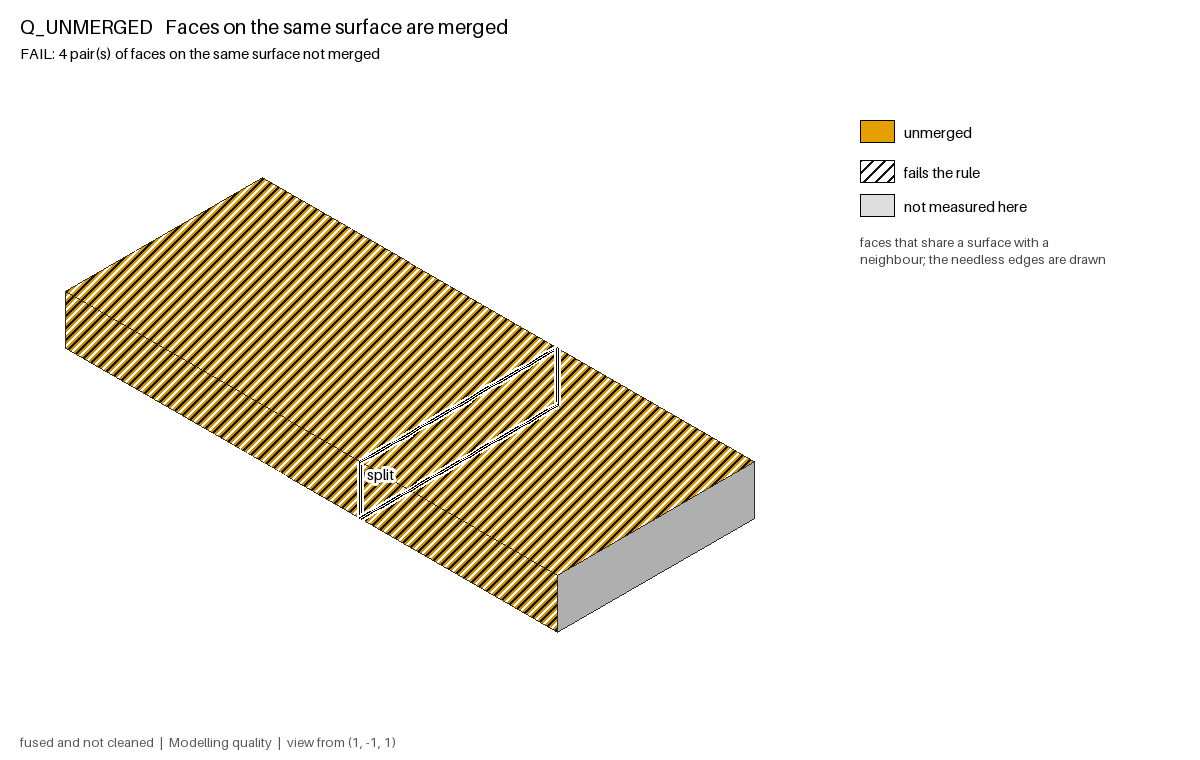 Q_UNMERGED Faces on the same surface are merged
FAIL: 4 pair(s) of faces on the same surface not merged
unmerged
fails the rule
not measured here
faces that share a surface with a
neighbour; the needless edges are drawn
split
fused and not cleaned | Modelling quality | view from (1, -1, 1)